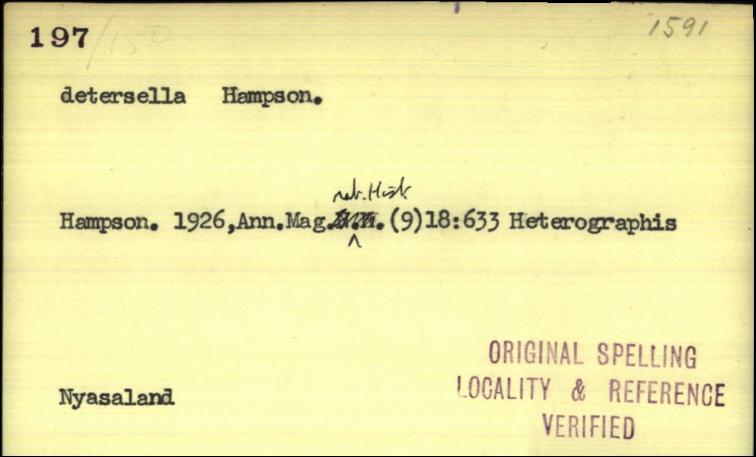 197 1591
detersella Hampson.
nat. Hist
Hampson. 1926,Ann.Mag.N.H.(9)18:633 Heterographis
ORIGINAL SPELLING
Nyasaland LOCALITY & REFERENCE
VERIFIED